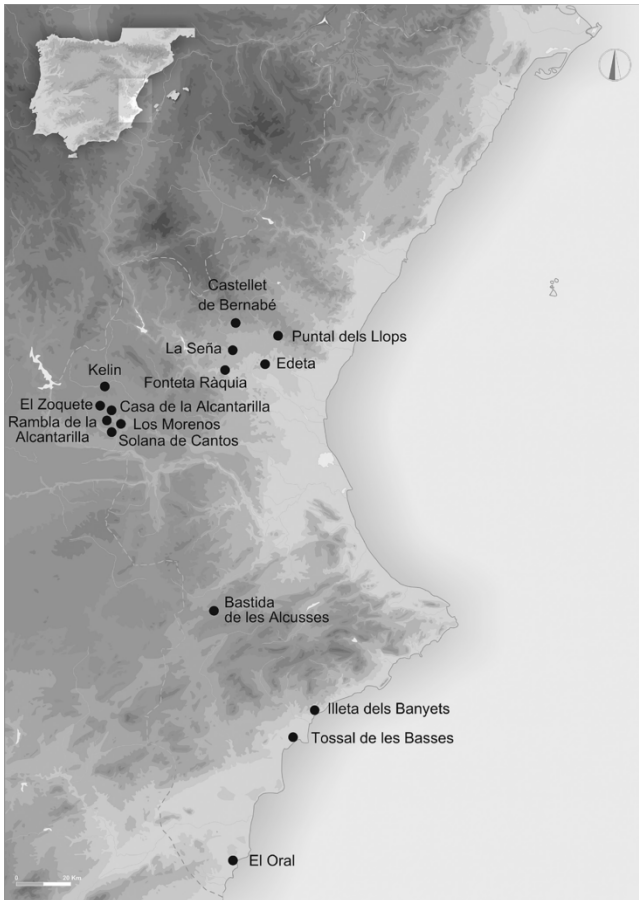 Castellet
de Bernabé
Puntal dels Llops
La Seña
Edeta
Kelin
Fonteta Ràquia
El Zoquete
Casa de la Alcantarilla
Rambla de la
Alcantarilla
Los Morenos
Solana de Cantos
Bastida
de les Alcusses
Illeta dels Banyets
Tossal de les Basses
El Oral